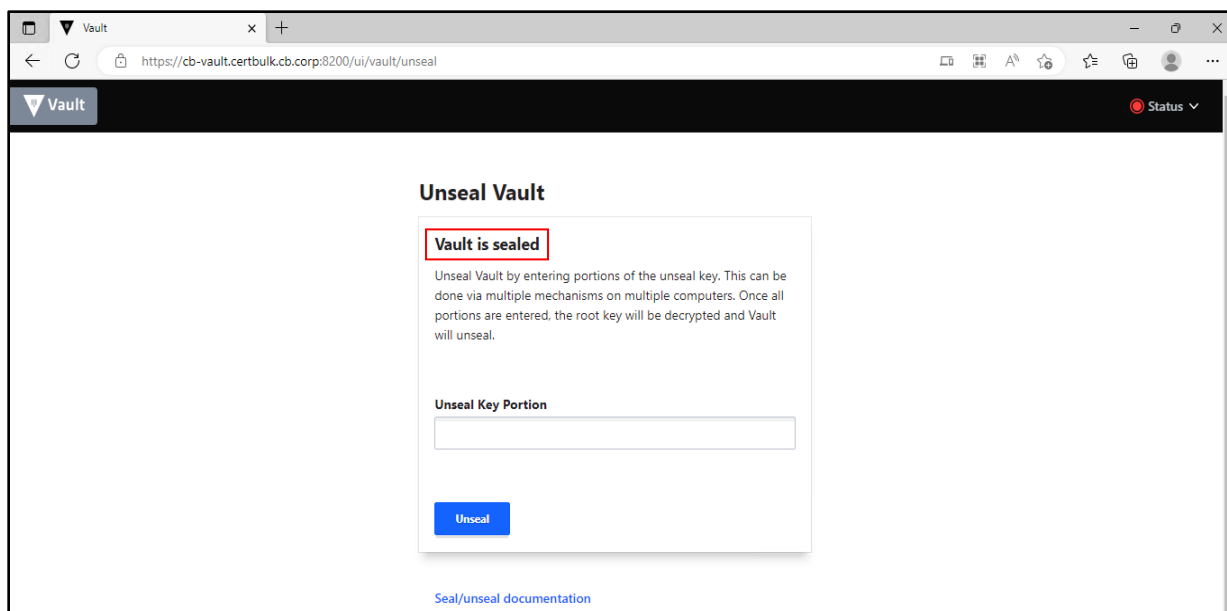 Vault
https://cb-vault.certbulk.cb.corp:8200/ui/vault/unseal
Vault
Status
Unseal Vault
Vault is sealed
Unseal Vault by entering portions of the unseal key. This can be
done via multiple mechanisms on multiple computers. Once all
portions are entered, the root key will be decrypted and Vault
will unseal.
Unseal Key Portion
Unseal
Seal/unseal documentation